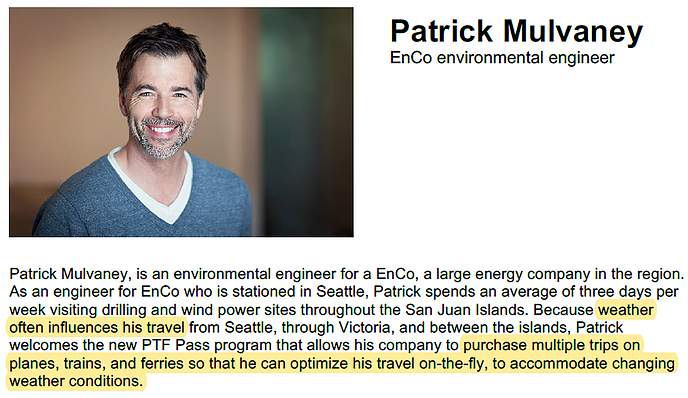 Patrick Mulvaney
EnCo environmental engineer
Patrick Mulvaney, is an environmental engineer for a EnCo, a large energy company in the region.
As an engineer for EnCo who is stationed in Seattle, Patrick spends an average of three days per
week visiting drilling and wind power sites throughout the San Juan Islands. Because weather
often influences his travel from Seattle, through Victoria, and between the islands, Patrick
welcomes the new PTF Pass program that allows his company to purchase multiple trips on
planes, trains, and ferries so that he can optimize his travel on-the-fly, to accommodate changing
weather conditions.